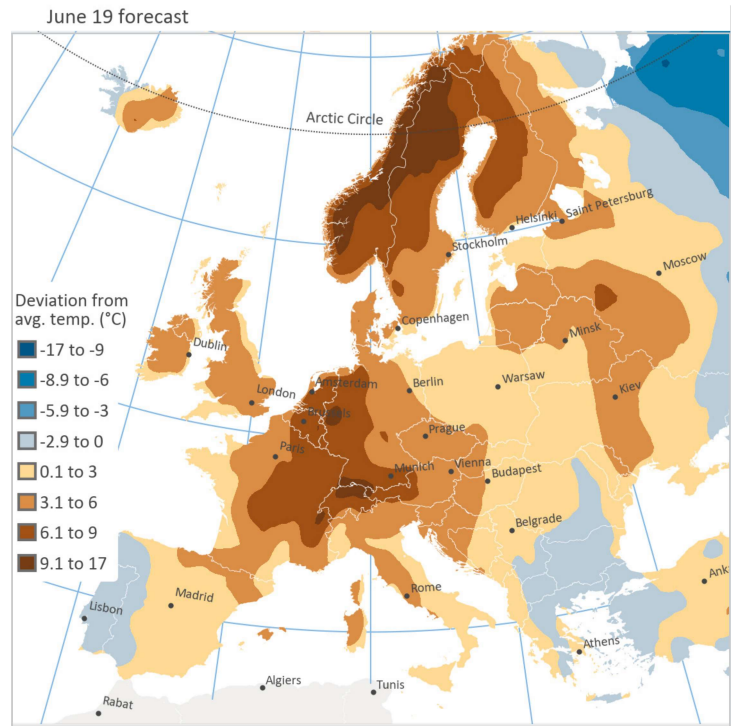 June 19 forecast
Arctic Circle
Helsinki
Saint Petersburg
Stockholm
Moscow
Deviation from
avg. temp. (°C)
-17 to -9
-8.9 to -6
-5.9 to -3
-2.9 to 0
0.1 to 3
3.1 to 6
6.1 to 9
9.1 to 17
Copenhagen
Dublin
Minsk
London
Amsterdam
Berlin
Warsaw
Kiev
Brussels
Paris
Prague
Munich
Vienna
Budapest
Belgrade
Madrid
Rome
Ank
Lisbon
Athens
Algiers
Tunis
Rabat